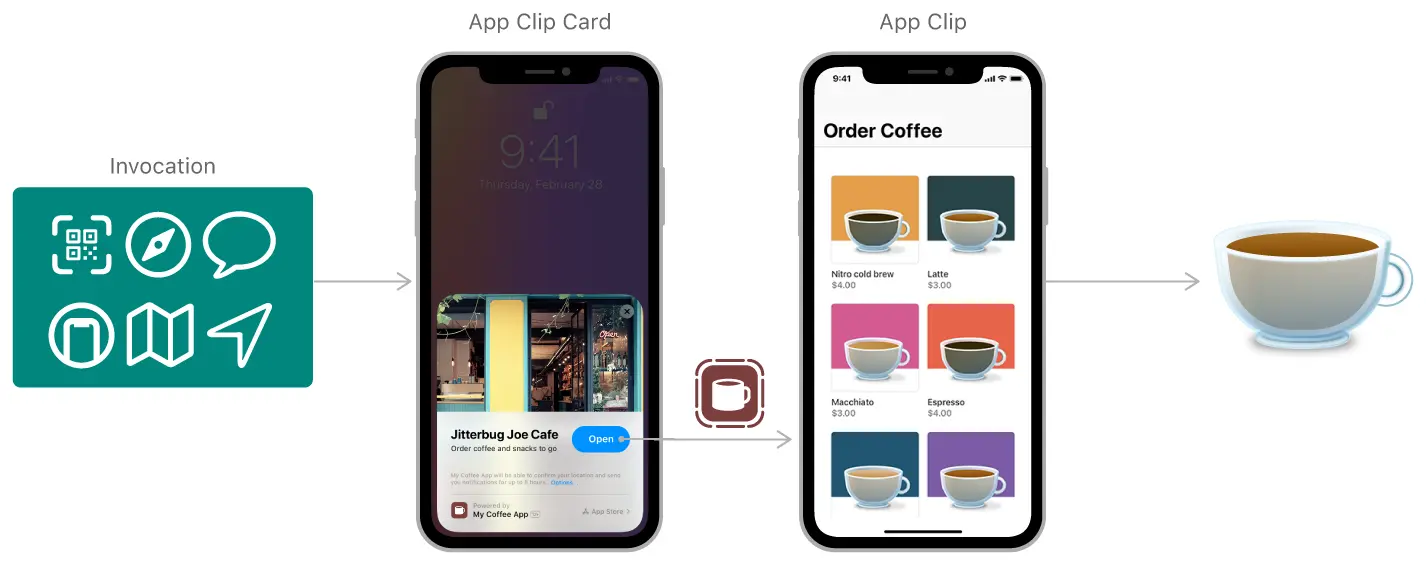 App Clip Card
App Clip
Invocation
9:41
Thursday, February 28
Open
Jitterbug Joe Cafe
Order coffee and snacks to go
Open
My Coffee App will be able to confirm your location and send
you notifications for up to 8 hours. Options
Powered by
My Coffee App
App Store >
9:41
Order Coffee
Nitro cold brew
$4.00
Latte
$3.00
Macchiato
$3.00
Espresso
$4.00